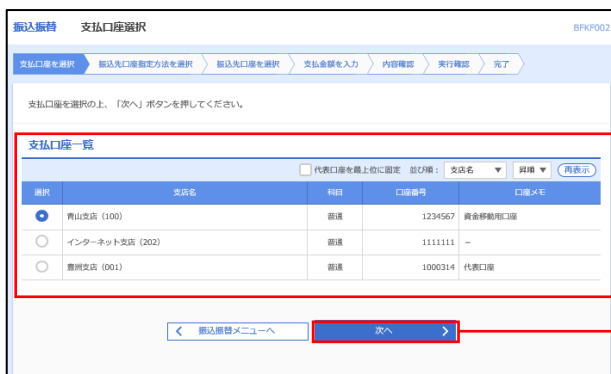 振込振替 支払口座選択 BFKF002
支払口座を選択 振込先口座指定方法を選択 振込先口座を選択 支払金額を入力 内容確認 実行確認 完了
支払口座を選択の上、「次へ」ボタンを押してください。
支払口座一覧
代表口座を最上位に固定 並び順： 支店名 ▼ 昇順 ▼ 再表示
選択 支店名 科目 口座番号 口座メモ
青山支店（100） 普通 1234567 資金移動用口座
インターネット支店（202） 普通 1111111 －
豊洲支店（001） 普通 1000314 代表口座
振込振替メニューへ 次へ